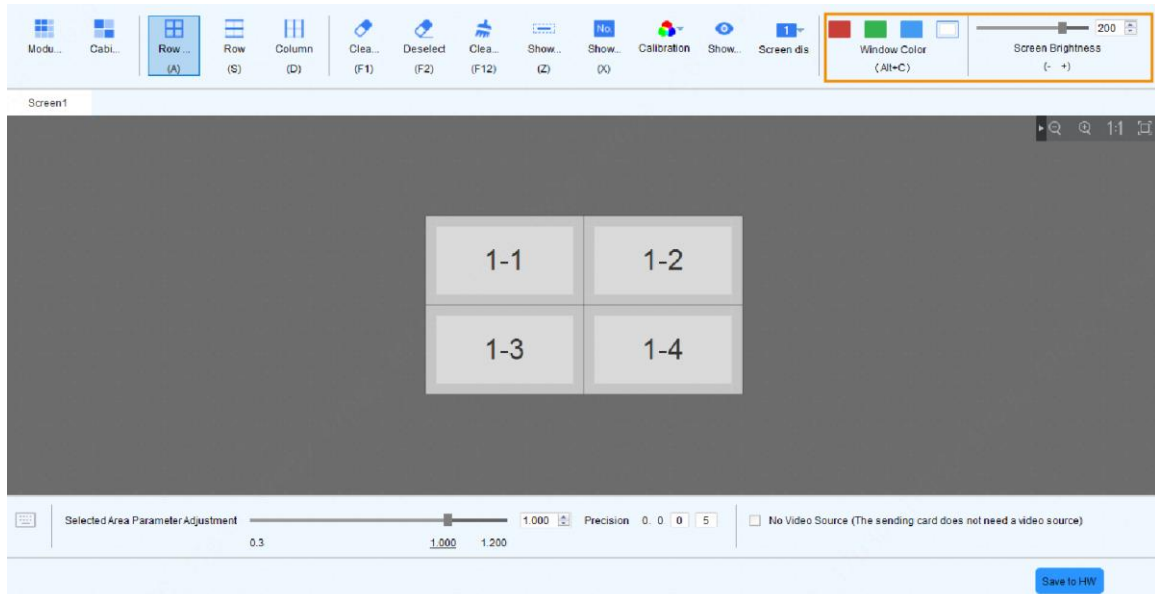 Modu... Cabi... Row ... Row Column Clea... Deselect Clea... Show... No. Show... Calibration Show... 1 Screen dis Window Color 200 Screen Brightness
(A) (S) (D) (F1) (F2) (F12) (Z) (X) (Alt+C) (- +)
Screen1
1:1
1-1 1-2
1-3 1-4
Selected Area Parameter Adjustment 1.000 Precision 0. 0. 0 5 No Video Source (The sending card does not need a video source)
0.3 1.000 1.200
Save to HW